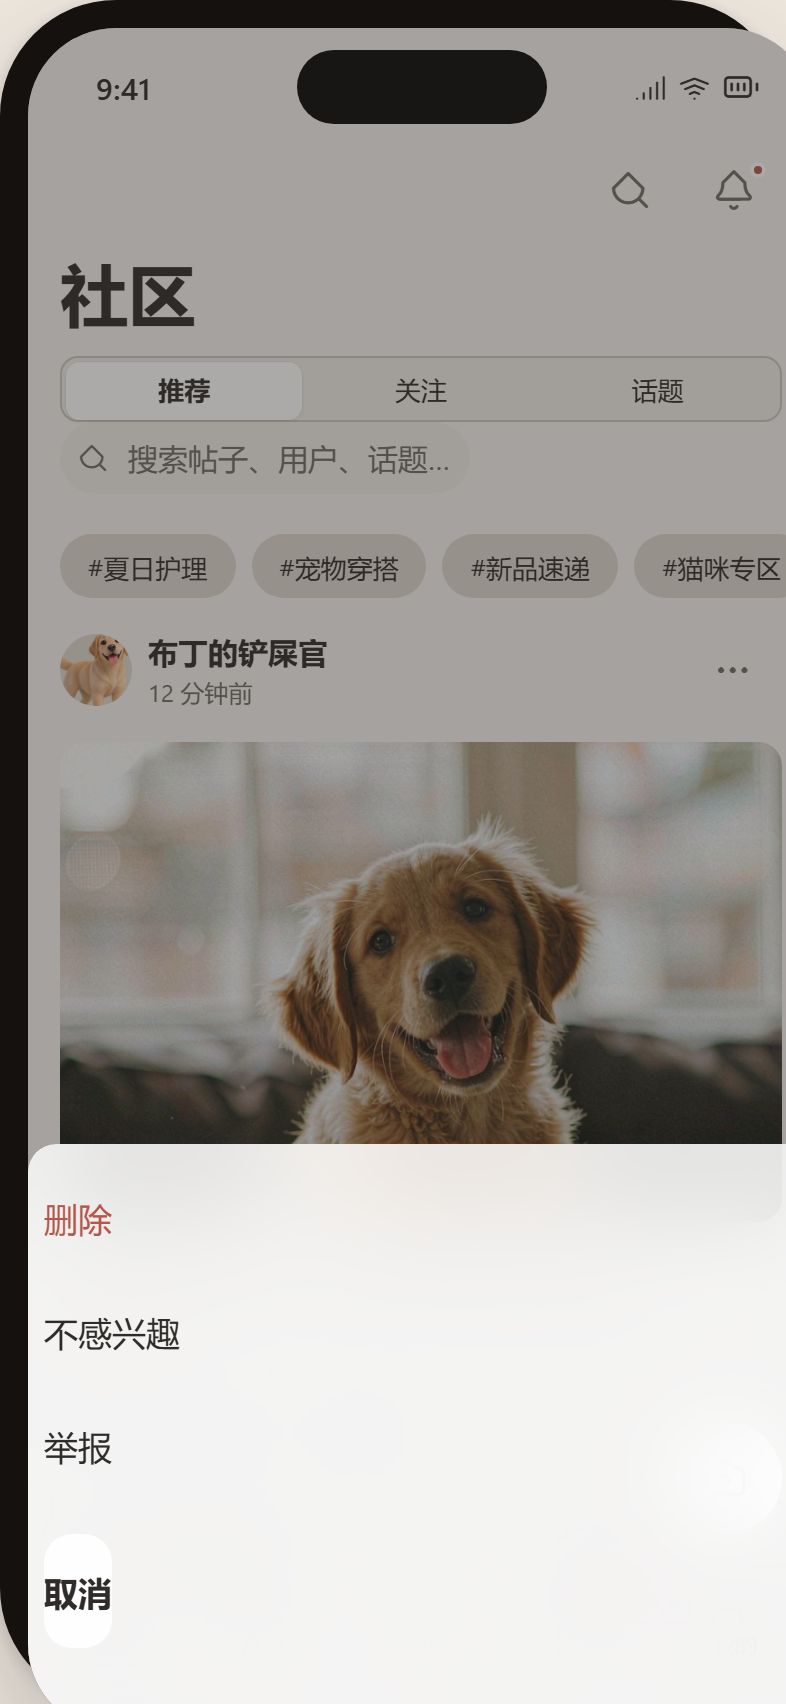 9:41
社区
推荐 关注 话题
搜索帖子、用户、话题...
#夏日护理 #宠物穿搭 #新品速递 #猫咪专区
布丁的铲屎官
12 分钟前
删除
不感兴趣
举报
取消